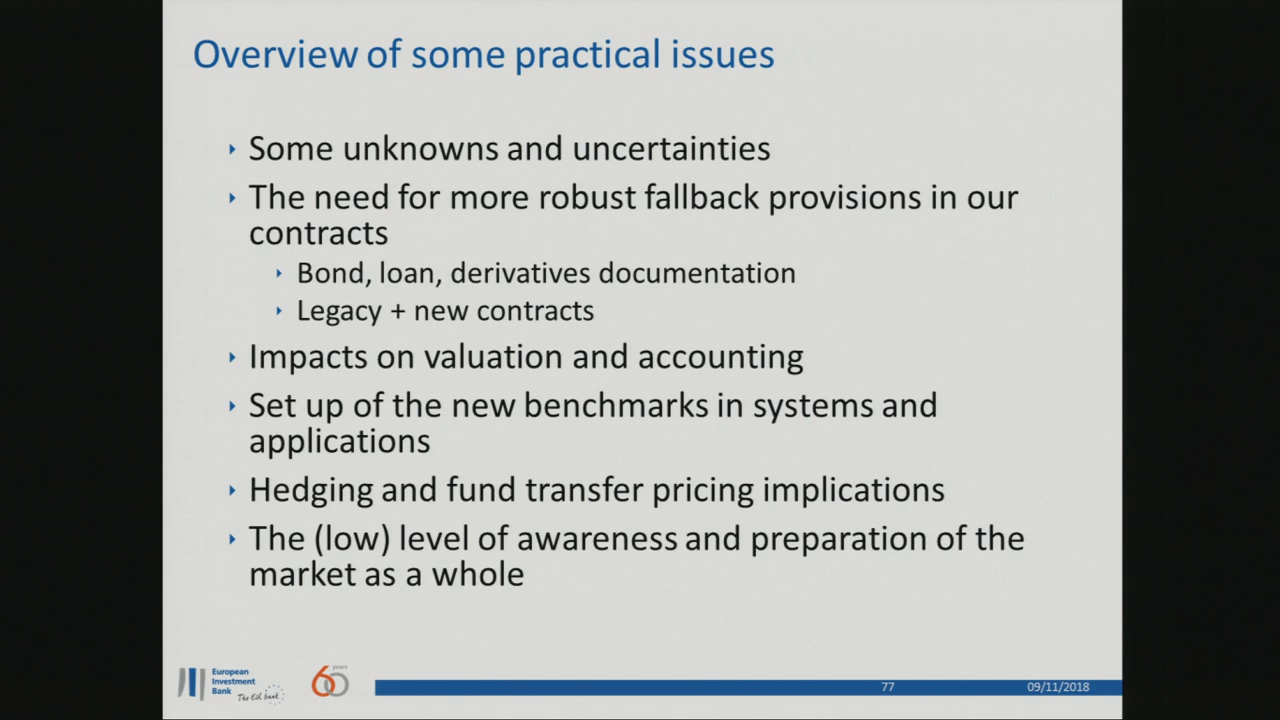 Overview of some practical issues
Some unknowns and uncertainties
The need for more robust fallback provisions in our
contracts
Bond, loan, derivatives documentation
Legacy + new contracts
Impacts on valuation and accounting
Set up of the new benchmarks in systems and
applications
Hedging and fund transfer pricing implications
The (low) level of awareness and preparation of the
market as a whole
European
Investment
Bank
The EU bank
60 years
77
09/11/2018